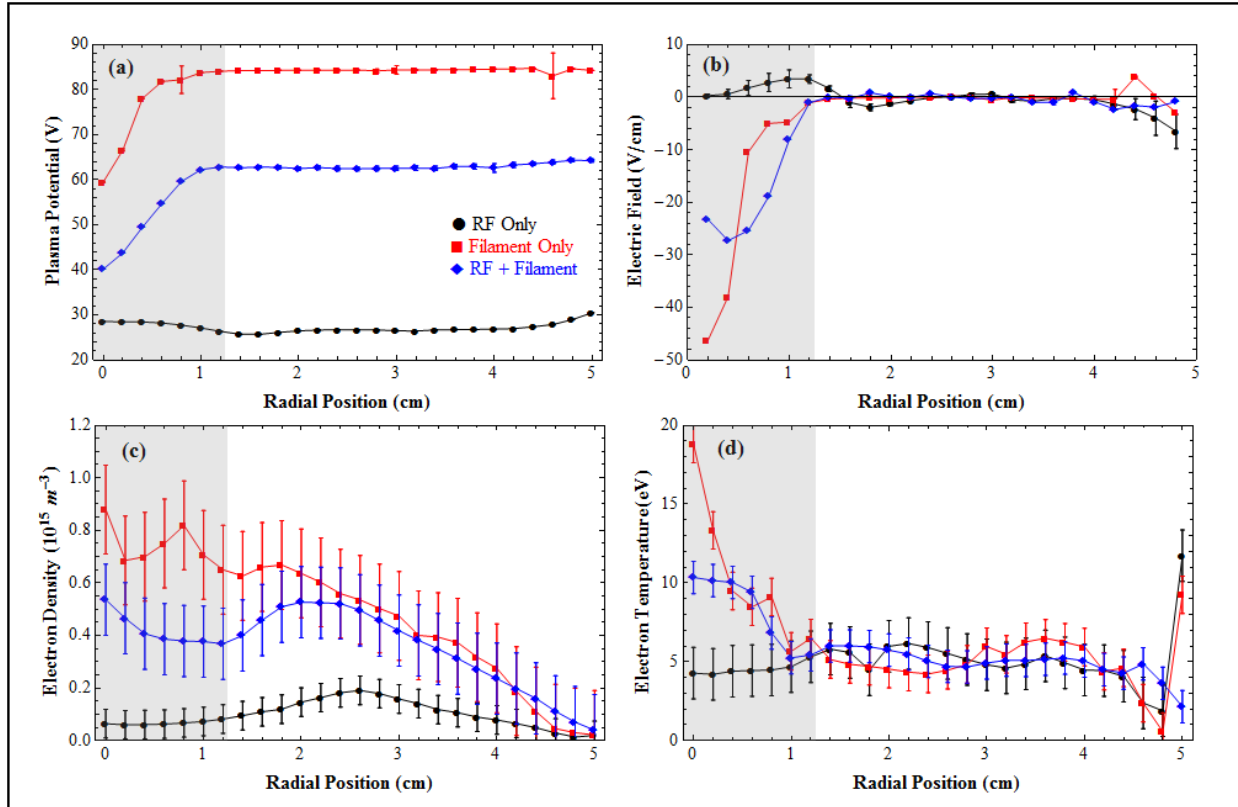 (a)
Plasma Potential (V)
90
80
70
60
50
40
30
20
RF Only
Filament Only
RF + Filament
0 1 2 3 4 5
Radial Position (cm)
(b)
Electric Field (V/cm)
10
0
−10
−20
−30
−40
−50
0 1 2 3 4 5
Radial Position (cm)
(c)
Electron Density (10¹⁵ m⁻³)
1.2
1.0
0.8
0.6
0.4
0.2
0.0
0 1 2 3 4 5
Radial Position (cm)
(d)
Electron Temperature(eV)
20
15
10
5
0
0 1 2 3 4 5
Radial Position (cm)